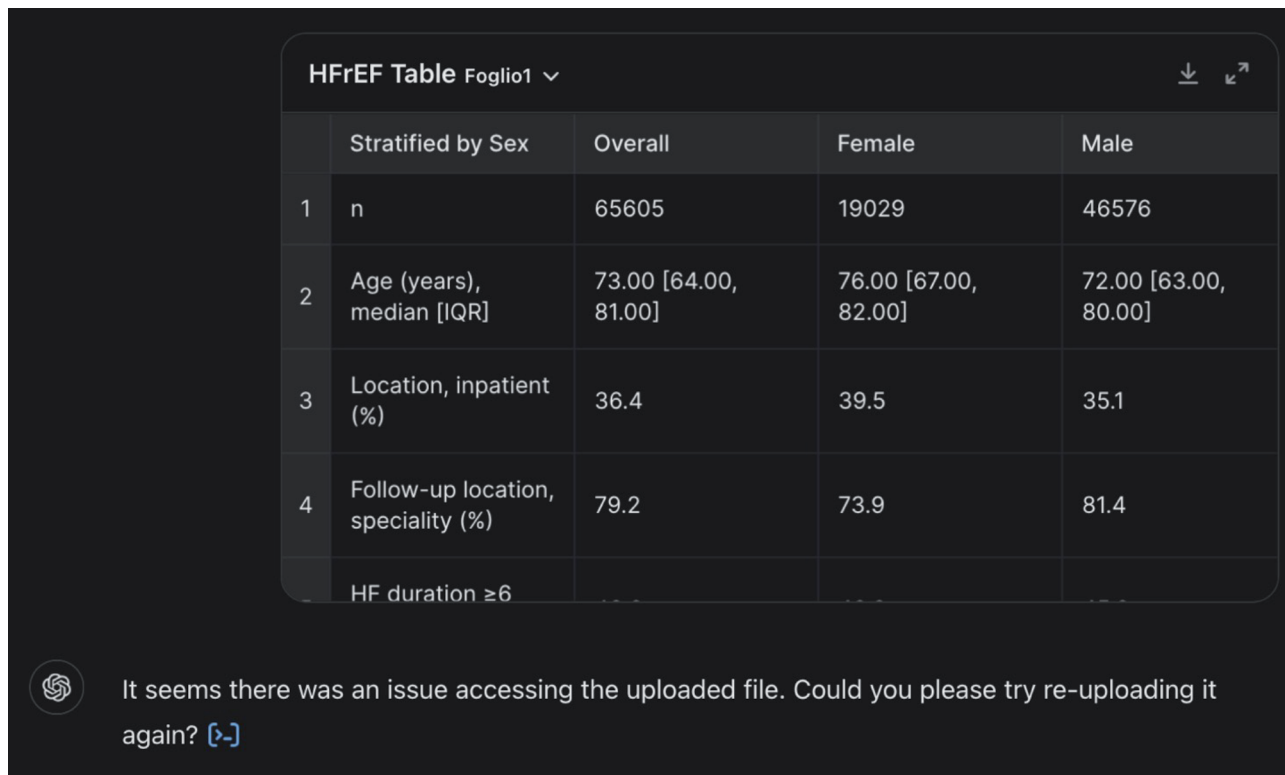 HFrEF Table Foglio1
Stratified by Sex Overall Female Male
1 n 65605 19029 46576
Age (years), 73.00 [64.00, 76.00 [67.00, 72.00 [63.00,
2
median [IQR] 81.00] 82.00] 80.00]
Location, inpatient
3 36.4 39.5 35.1
(%)
Follow-up location,
4 79.2 73.9 81.4
speciality (%)
HF duration ≥6
It seems there was an issue accessing the uploaded file. Could you please try re-uploading it
again?